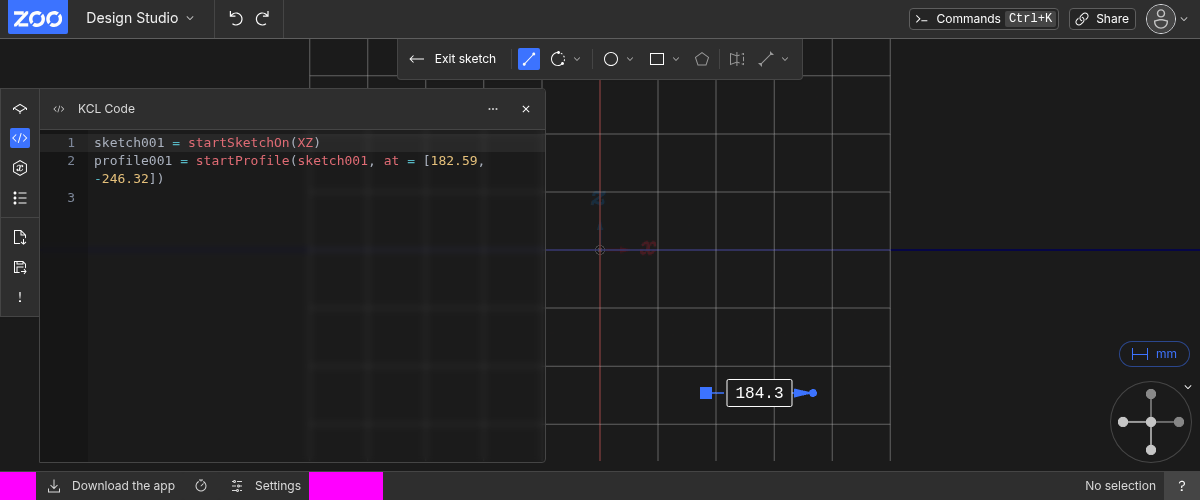 ZOO
Design Studio
Commands Ctrl+K
Share
Exit sketch
KCL Code
1 sketch001 = startSketchOn(XZ)
2 profile001 = startProfile(sketch001, at = [182.59,
-246.32])
3
z
x
184.3
mm
!
Download the app
Settings
No selection
?